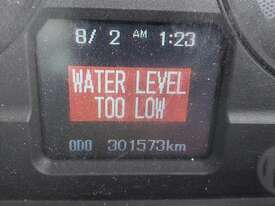 8/ 2 AM 1:23
WATER LEVEL
TOO LOW
ODO 301573km